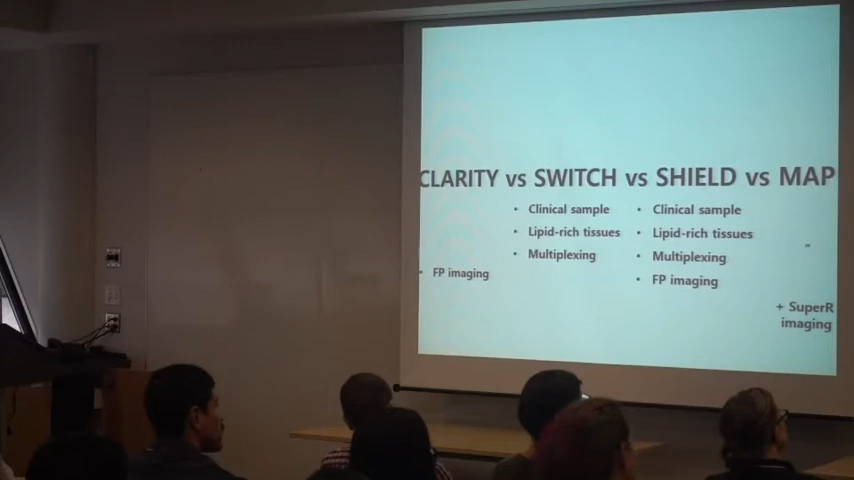 CLARITY vs SWITCH vs SHIELD vs MAP
• Clinical sample
• Lipid-rich tissues
• Multiplexing
• Clinical sample
• Lipid-rich tissues
• Multiplexing
• FP imaging
• FP imaging
"
+ SuperR
imaging